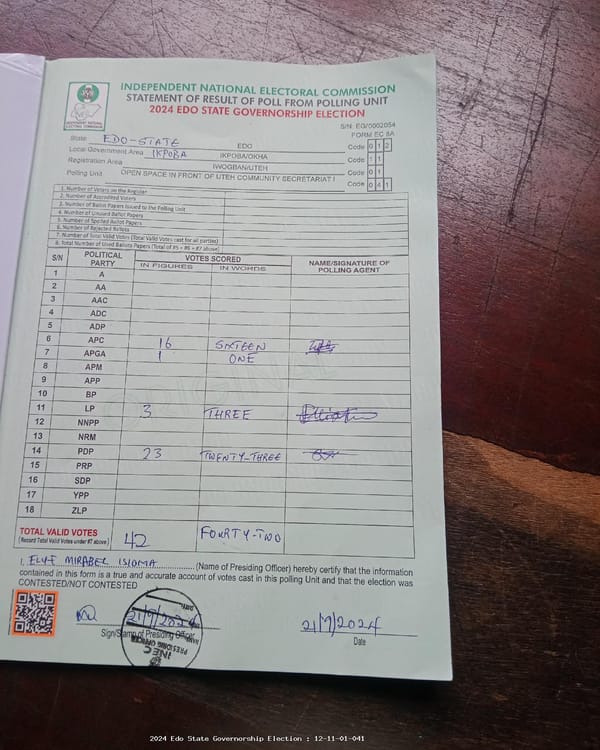 INDEPENDENT NATIONAL ELECTORAL COMMISSION
STATEMENT OF RESULT OF POLL FROM POLLING UNIT
2024 EDO STATE GOVERNORSHIP ELECTION
S/N: EG/0002054
FORM EC 8A
State EDO-STATE EDO Code 0 1 2
Local Government Area IKPOBA IKPOBA/OKHA Code 1 1
Registration Area IWOGBAN/UTEH Code 0 1
Polling Unit OPEN SPACE IN FRONT OF UTEH COMMUNITY SECRETARIAT I Code 0 4 1
1. Number of Voters on the Register
2. Number of Accredited Voters
3. Number of Ballot Papers Issued to the Polling Unit
4. Number of Unused Ballot Papers
5. Number of Spoiled Ballot Papers
6. Number of Rejected Ballots
7. Number of Total Valid Votes (Total Valid Votes cast for all parties)
8. Total Number of Used Ballots Papers (Total of #5 + #6 + #7 above)
S/N POLITICAL PARTY VOTES SCORED NAME/SIGNATURE OF POLLING AGENT
IN FIGURES IN WORDS
1 A
2 AA
3 AAC
4 ADC
5 ADP
6 APC 16 SIXTEEN
7 APGA 1 ONE
8 APM
9 APP
10 BP
11 LP 3 THREE
12 NNPP
13 NRM
14 PDP 23 TWENTY-THREE
15 PRP
16 SDP
17 YPP
18 ZLP
TOTAL VALID VOTES 42 FOURTY-TWO
(Record Total Valid Votes under #7 above)
I, MIRABEL ISIOMA (Name of Presiding Officer) hereby certify that the information
contained in this form is a true and accurate account of votes cast in this polling Unit and that the election was
CONTESTED/NOT CONTESTED
21/9/2024 21/9/2024
Sign/Stamp of Presiding Officer Date
INEC
PRESIDING OFFICER
2024 Edo State Governorship Election : 12-11-01-041